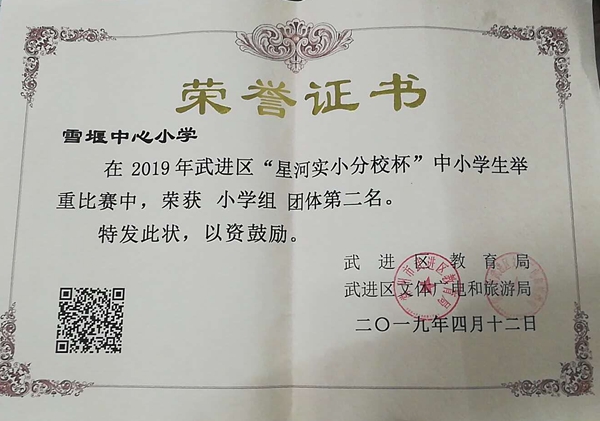 荣誉证书
雪堰中心小学
在 2019 年武进区“星河实小分校杯”中小学生举
重比赛中，荣获 小学组 团体第二名。
特发此状，以资鼓励。
武进区教育局
武进区文体广电和旅游局
二〇一九年四月十二日